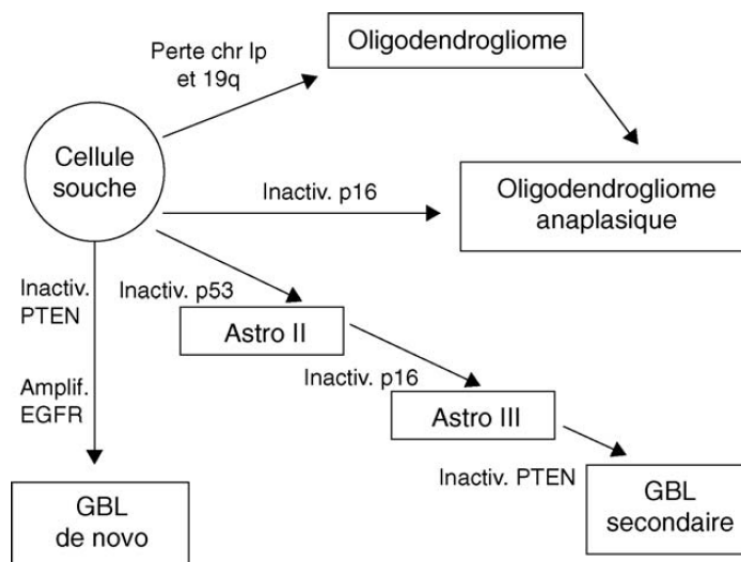 Oligodendrogliome
Perte chr lp
et 19q
Cellule
souche
Inactiv. p16
Oligodendrogliome
anaplasique
Inactiv.
PTEN
Inactiv. p53
Astro II
Inactiv. p16
Amplif.
EGFR
Astro III
Inactiv. PTEN
GBL
de novo
GBL
secondaire